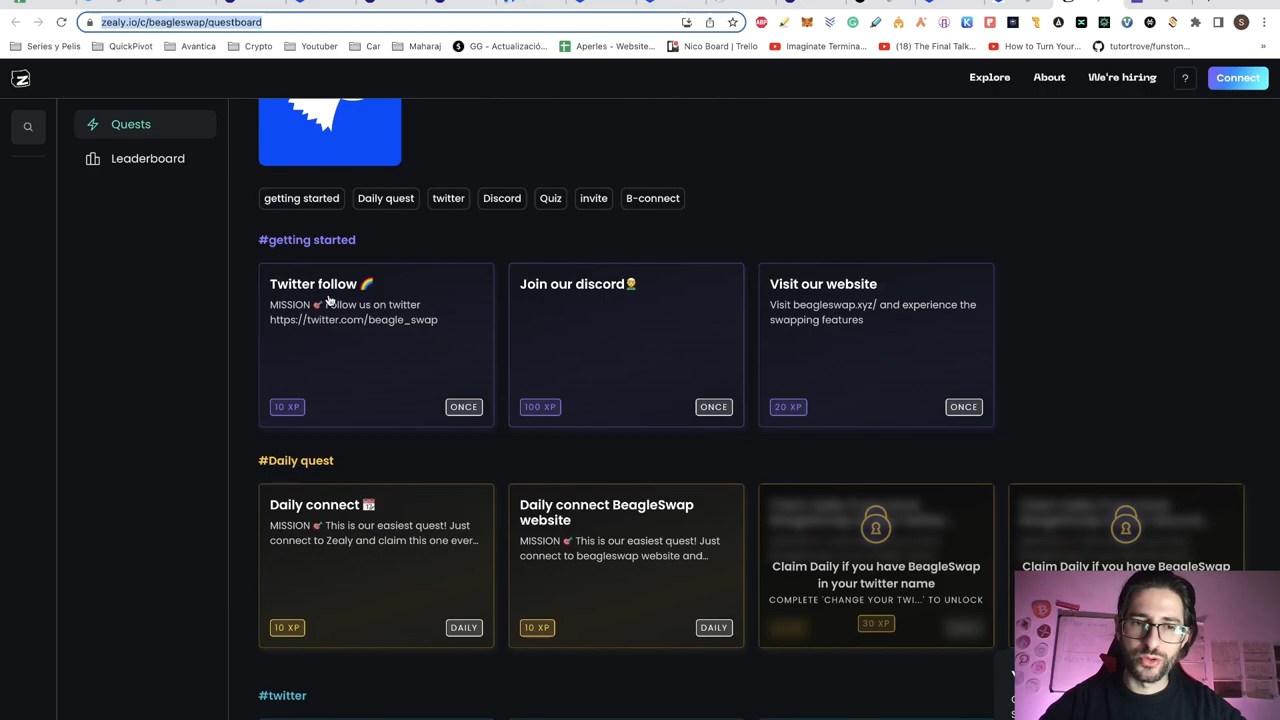 zealy.io/c/beagleswap/questboard
Series y Pelis
QuickPivot
Avantica
Crypto
Youtuber
Car
Maharaj
GG - Actualizació...
Aperles - Website...
Nico Board | Trello
Imaginate Termina...
(18) The Final Talk...
How to Turn Your...
tutortrove/funston...
»
Explore
About
We're hiring
?
Connect
Quests
Leaderboard
getting started
Daily quest
twitter
Discord
Quiz
invite
B-connect
#getting started
Twitter follow 🌈
MISSION 🎯 Follow us on twitter
https://twitter.com/beagle_swap
10 XP
ONCE
Join our discord
100 XP
ONCE
Visit our website
Visit beagleswap.xyz/ and experience the
swapping features
20 XP
ONCE
#Daily quest
Daily connect 📆
MISSION 🎯 This is our easiest quest! Just
connect to Zealy and claim this one ever...
10 XP
DAILY
Daily connect BeagleSwap
website
MISSION 🎯 This is our easiest quest! Just
connect to beagleswap website and...
10 XP
DAILY
Claim Daily if you have BeagleSwap
in your twitter name
COMPLETE 'CHANGE YOUR TWI...' TO UNLOCK
30 XP
Claim Daily if you have BeagleSwap
#twitter